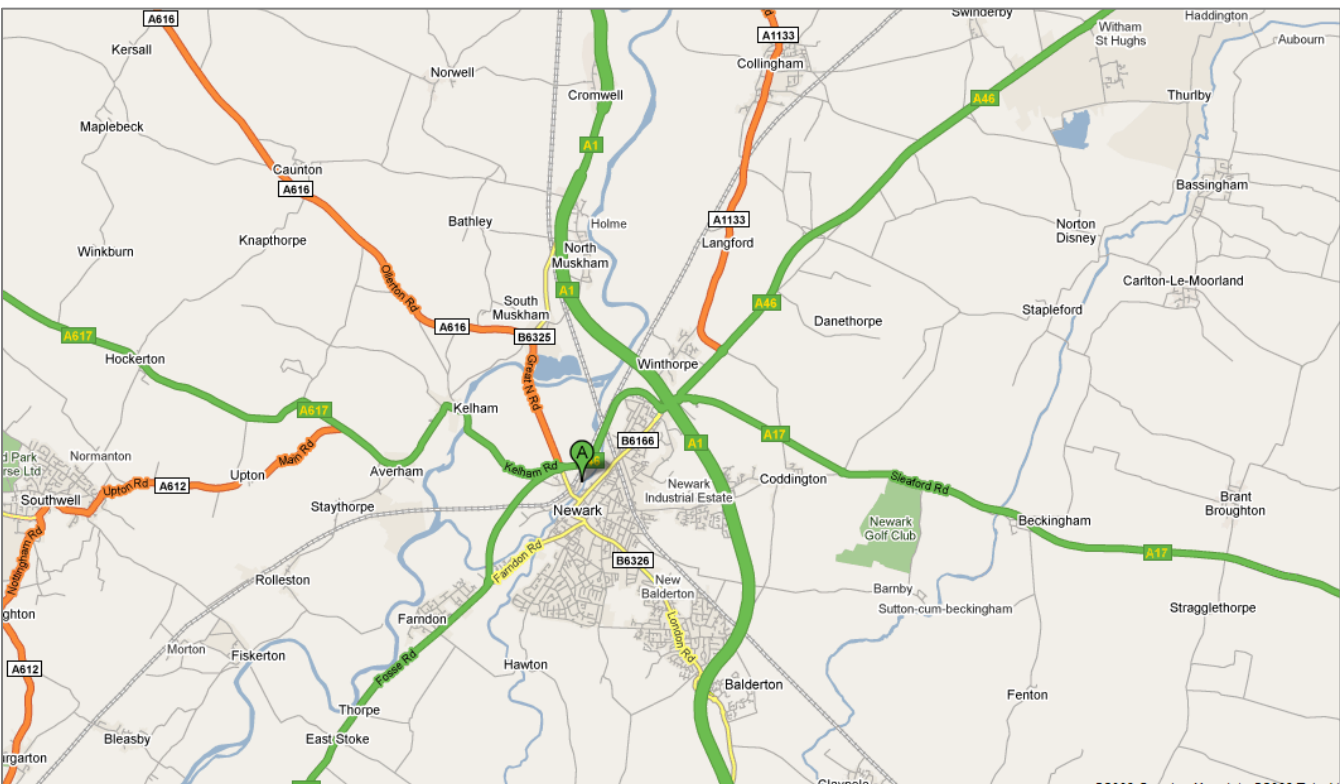 A616
Kersall
A1133
Swinderby
Haddington
Witham
St Hughs
Aubourn
Norwell
Collingham
Cromwell
Thurlby
A46
Maplebeck
A1
Caunton
A616
Bassingham
Bathley
Holme
A1133
Langford
Norton
Disney
Winkburn
Knapthorpe
North
Muskham
Ollerton Rd
A1
Carlton-Le-Moorland
South
Muskham
A46
Stapleford
Danethorpe
A617
A616
B6325
Hockerton
Great N Rd
Winthorpe
A617
Kelham
A17
B6166
A1
Main Rd
Normanton
A
Kelham Rd
Averham
Upton
Upton Rd
A612
Southwell
Newark
Industrial Estate
Coddington
Sleaford Rd
Staythorpe
Newark
Brant
Broughton
Newark
Golf Club
Beckingham
Nottingham Rd
Farndon Rd
B6326
A17
Rolleston
New
Balderton
Barnby
Sutton-cum-beckingham
Stragglethorpe
Farndon
London Rd
Morton
Fiskerton
A612
Fosse Rd
Hawton
Balderton
Fenton
Thorpe
Bleasby
East Stoke